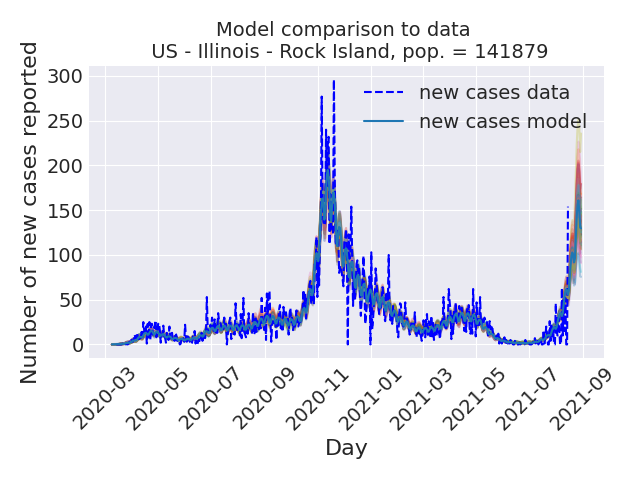 Model comparison to data
US - Illinois - Rock Island, pop. = 141879
Number of new cases reported
300
250
200
150
100
50
0
new cases data
new cases model
2020-03
2020-05
2020-07
2020-09
2020-11
2021-01
2021-03
2021-05
2021-07
2021-09
Day